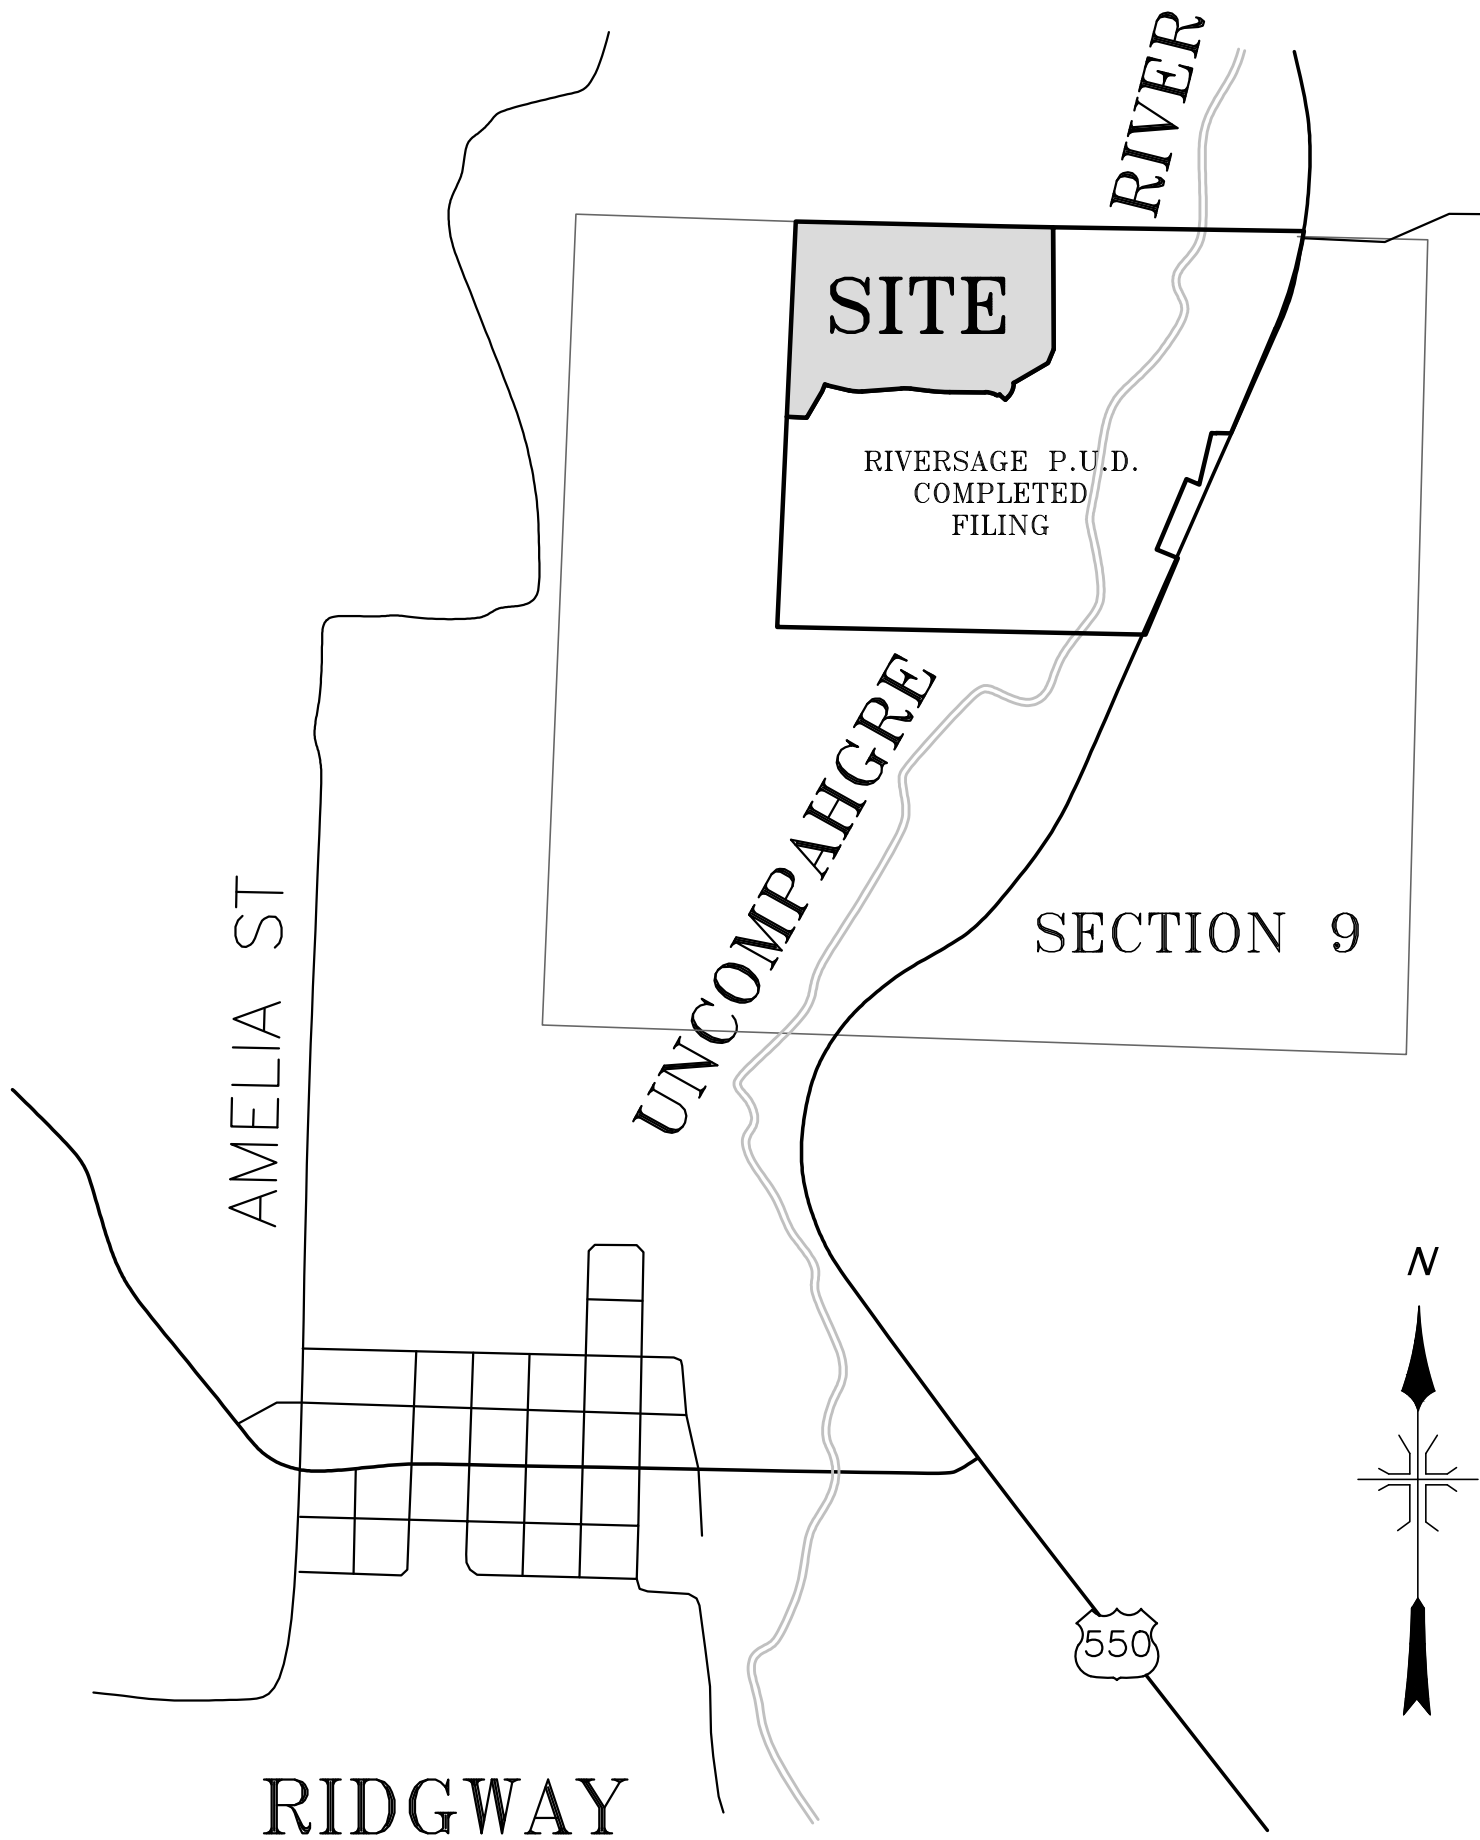 RIVER
SITE
RIVERSAGE P.U.D.
COMPLETED
FILING
UNCOMPAHGRE
AMELIA ST
SECTION 9
N
550
RIDGWAY